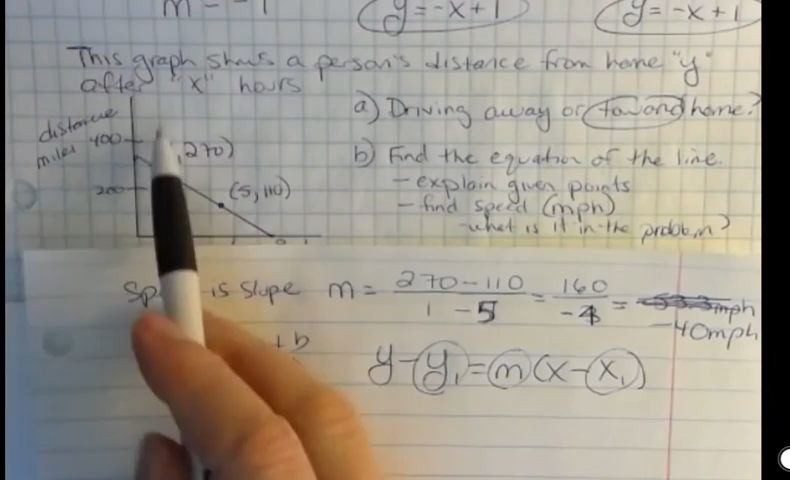 m = -1
y=-x+1
y=-x+1
This graph shows a person's distance from home "y"
after "x" hours
distance
miles
400
200
,270)
(5,110)
a) Driving away or toward home?
b) Find the equation of the line.
- explain given points
- find speed (mph)
- what is it in the problem?
is slope m = 270-110 / 1-5 = 160 / -4 = mph
-40mph
+b
y-y₁=m(x-x₁)